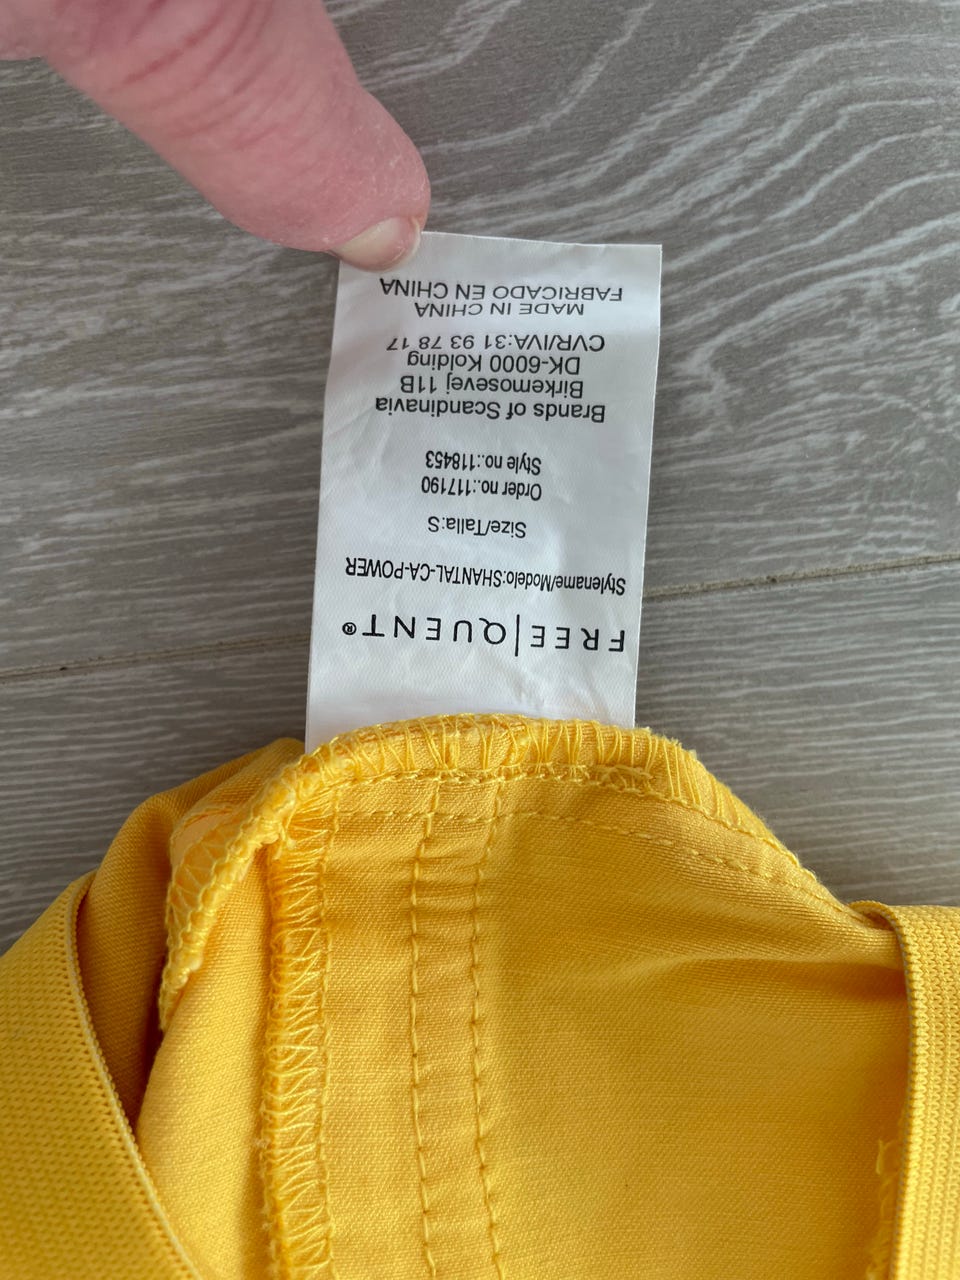 FREE|QUENT®
Stylename/Modelo:SHANTAL-CA-POWER
Size/Talla:S
Order no.:117190
Style no.:118453
Brands of Scandinavia
Birkemosevej 11B
DK-6000 Kolding
CVR/IVA:31 93 78 17
MADE IN CHINA
FABRICADO EN CHINA